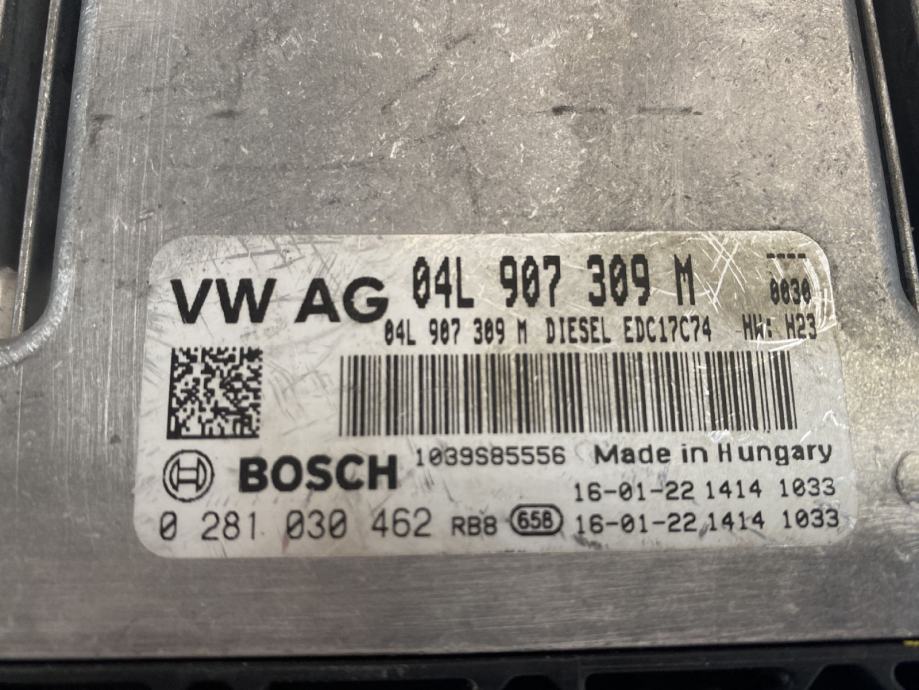 VW AG 04L 907 309 M ----
0030
04L 907 309 M DIESEL EDC17C74 HW: H23
BOSCH 1039S85556 Made in Hungary
16-01-22 1414 1033
0 281 030 462 RB8 65B 16-01-22 1414 1033